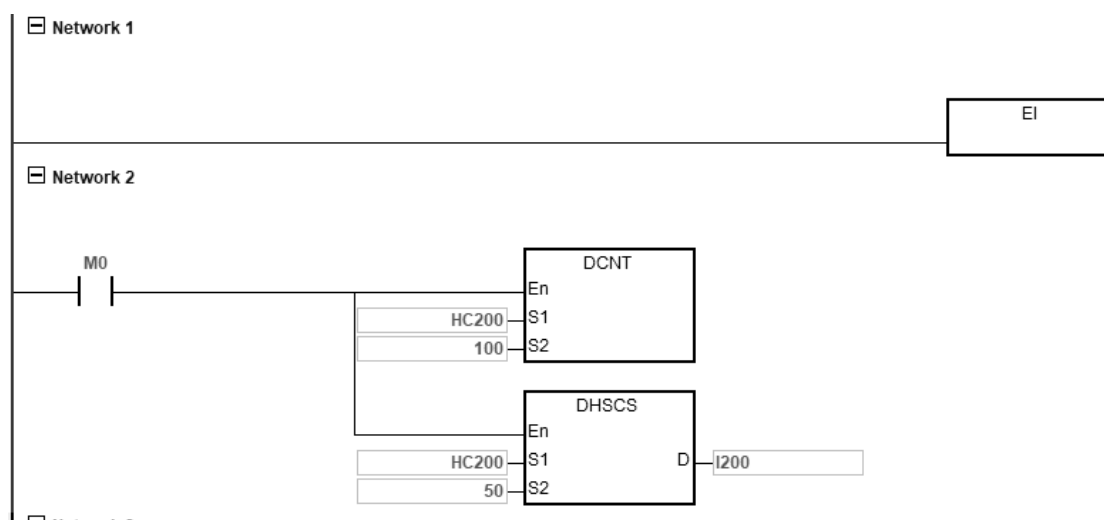 Network 1
EI
Network 2
M0
DCNT
En
HC200 S1
100 S2
DHSCS
En
HC200 S1 D I200
50 S2